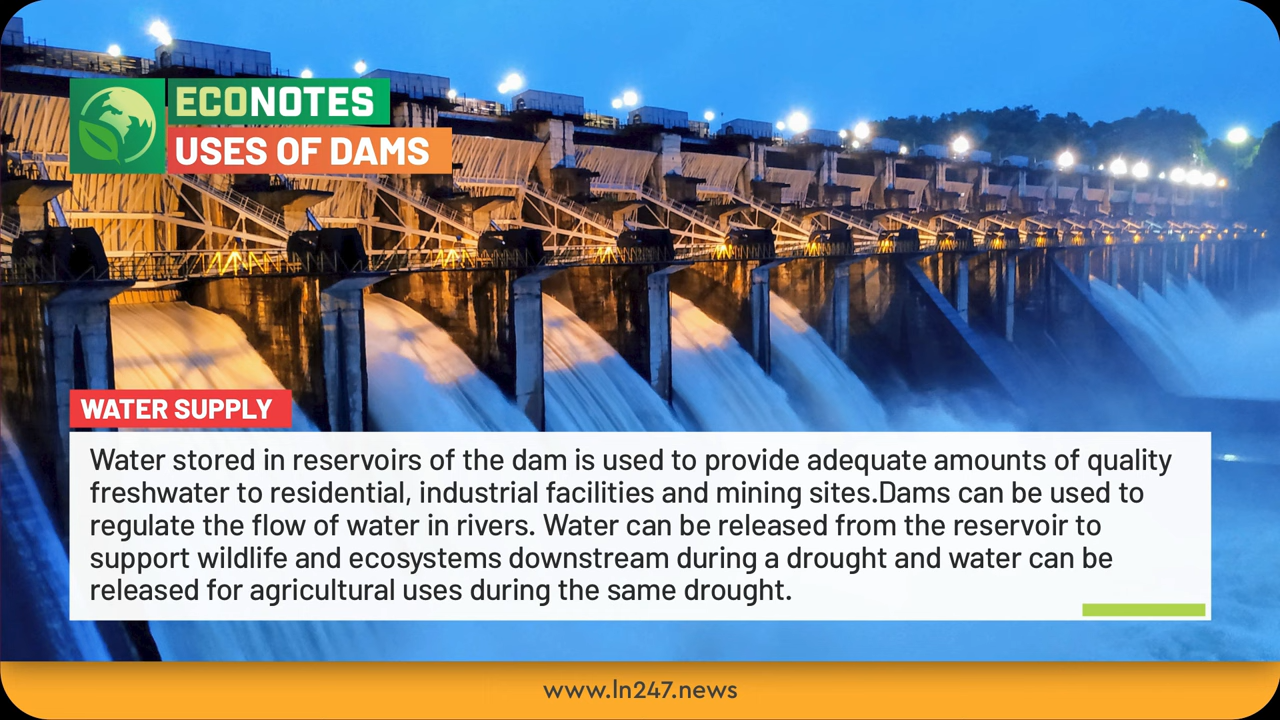 ECONOTES
USES OF DAMS
WATER SUPPLY
Water stored in reservoirs of the dam is used to provide adequate amounts of quality
freshwater to residential, industrial facilities and mining sites.Dams can be used to
regulate the flow of water in rivers. Water can be released from the reservoir to
support wildlife and ecosystems downstream during a drought and water can be
released for agricultural uses during the same drought.
www.ln247.news